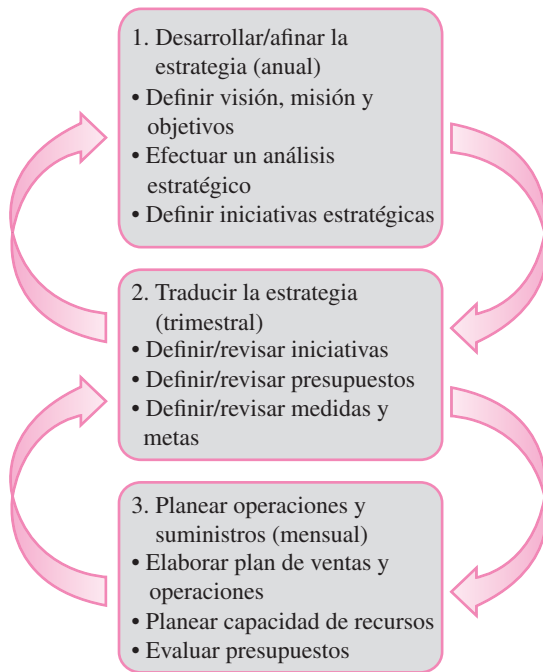 1. Desarrollar/afinar la
estrategia (anual)
• Definir visión, misión y
objetivos
• Efectuar un análisis
estratégico
• Definir iniciativas estratégicas
2. Traducir la estrategia
(trimestral)
• Definir/revisar iniciativas
• Definir/revisar presupuestos
• Definir/revisar medidas y
metas
3. Planear operaciones y
suministros (mensual)
• Elaborar plan de ventas y
operaciones
• Planear capacidad de recursos
• Evaluar presupuestos